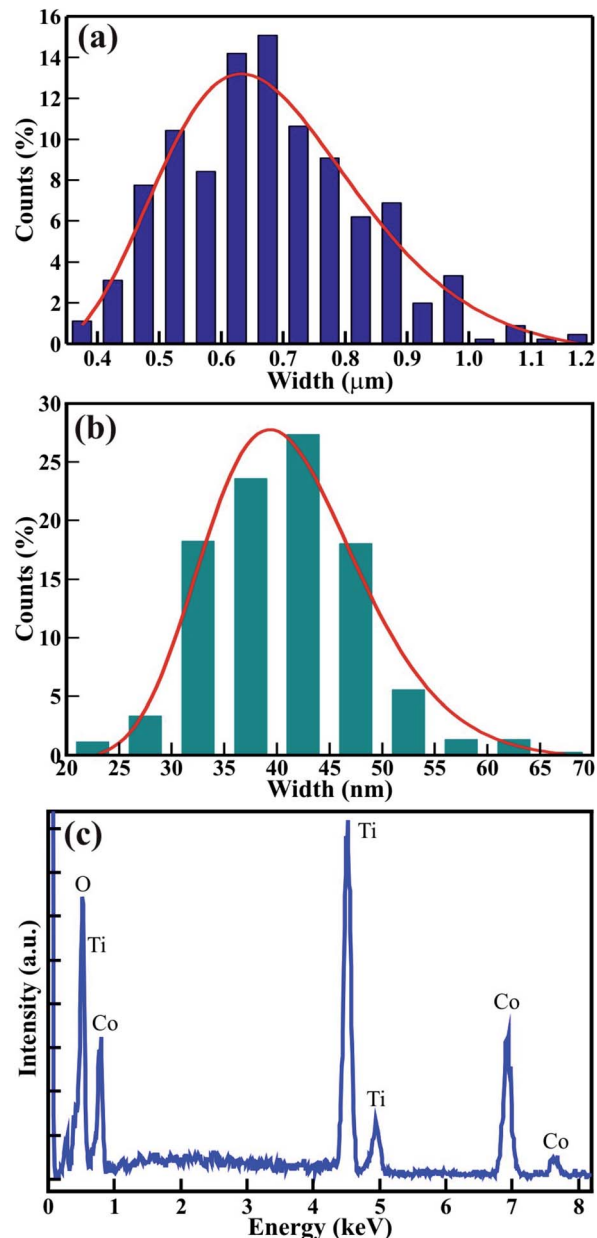 (a)
Counts (%)
16
14
12
10
8
6
4
2
0
0.4 0.5 0.6 0.7 0.8 0.9 1.0 1.1 1.2
Width (μm)
(b)
Counts (%)
30
25
20
15
10
5
0
20 25 30 35 40 45 50 55 60 65 70
Width (nm)
(c)
Intensity (a.u.)
O
Ti
Co
Ti
Ti
Co
Co
0 1 2 3 4 5 6 7 8
Energy (keV)